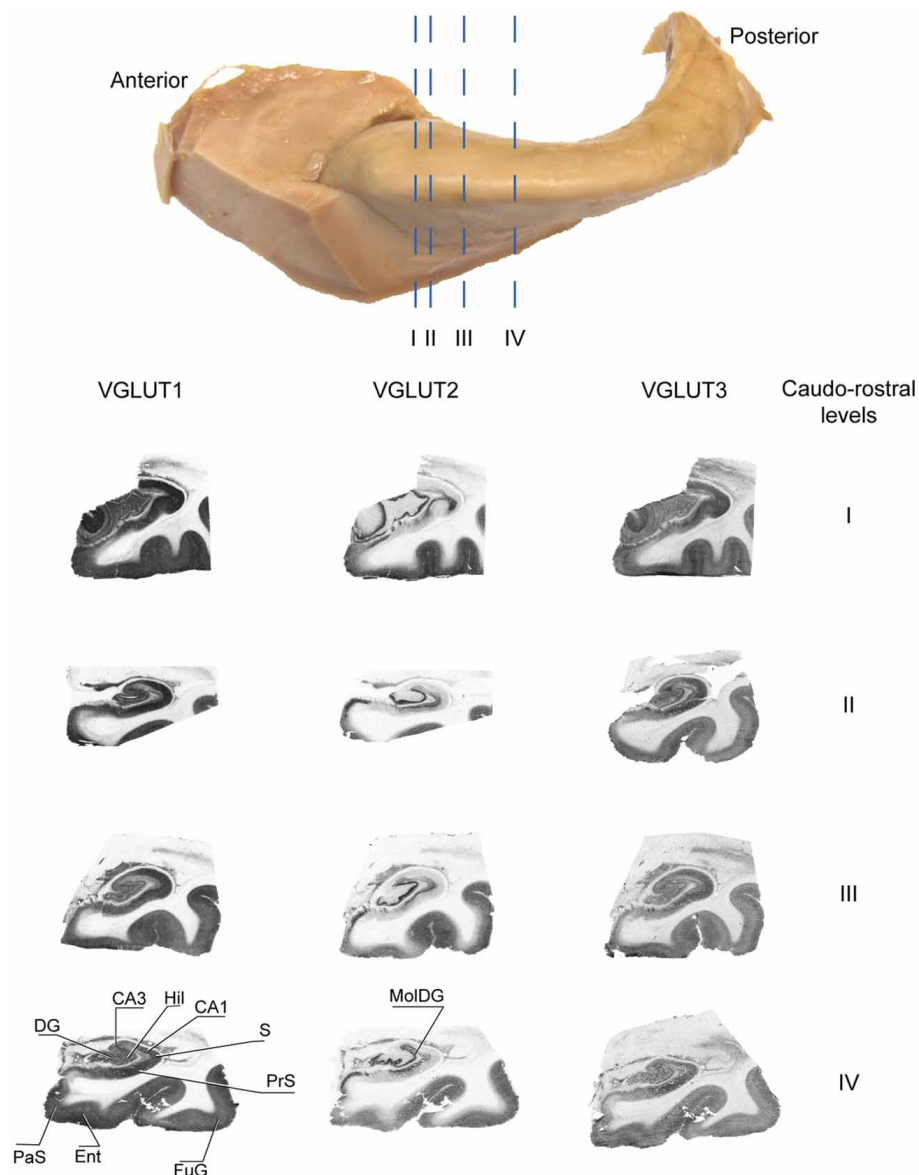 Anterior
Posterior
I II III IV
VGLUT1 VGLUT2 VGLUT3 Caudo-rostral
levels
I
II
III
CA3 Hil CA1 MolDG
DG S
PrS
IV
PaS Ent FuG